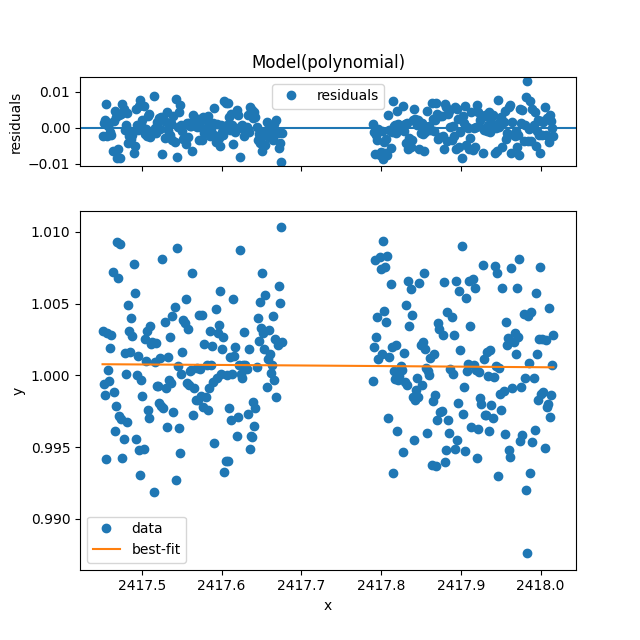 Model(polynomial)
residuals
0.01
0.00
−0.01
residuals
y
1.010
1.005
1.000
0.995
0.990
data
best-fit
2417.5 2417.6 2417.7 2417.8 2417.9 2418.0
x